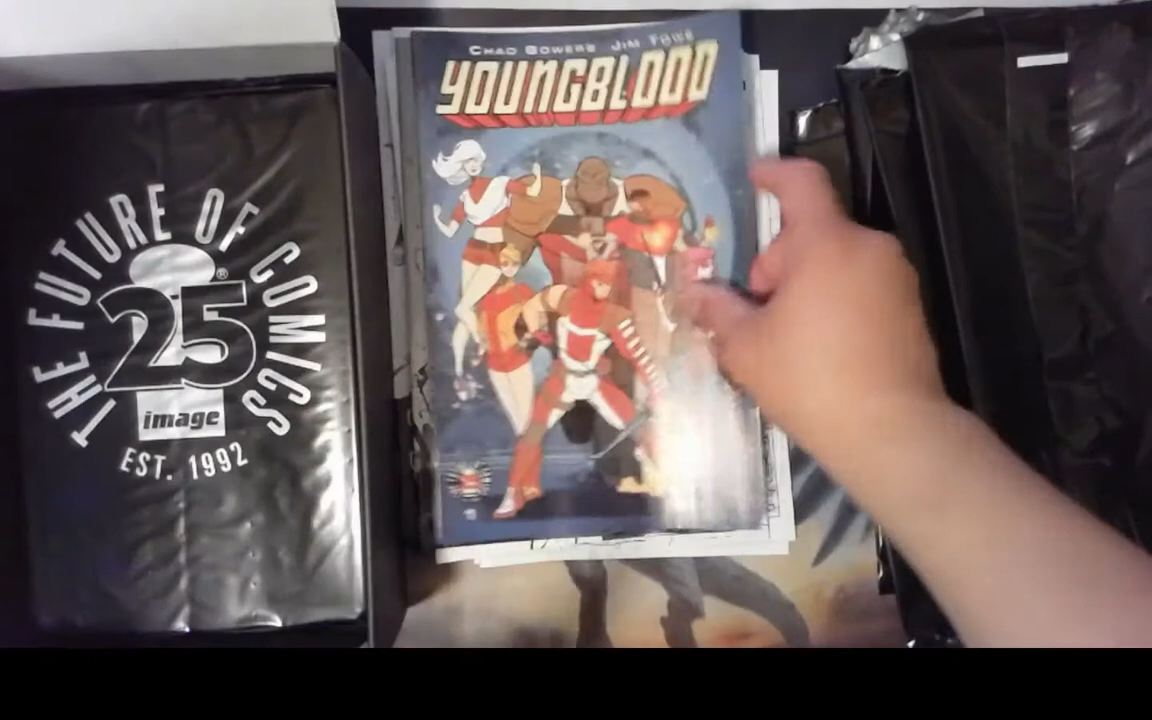 THE FUTURE OF COMICS
®
25
image
EST. 1992
CHAD BOWERS JIM TOWE
YOUNGBLOOD